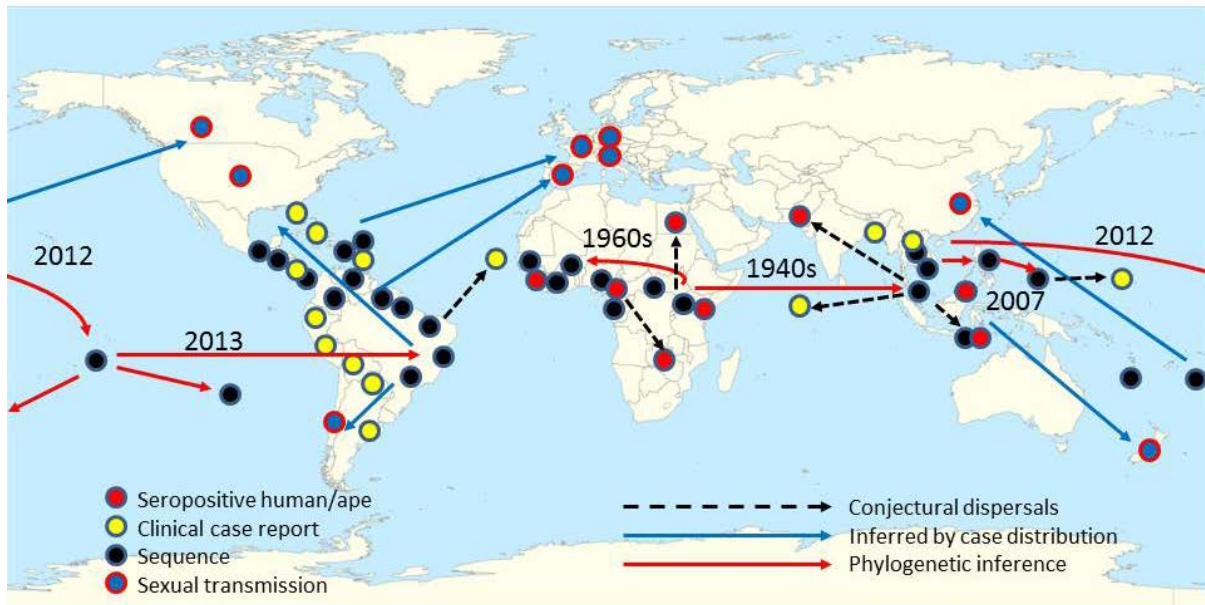 1960s
1940s
2012
2012
2007
2013
Seropositive human/ape
Clinical case report
Sequence
Sexual transmission
Conjectural dispersals
Inferred by case distribution
Phylogenetic inference